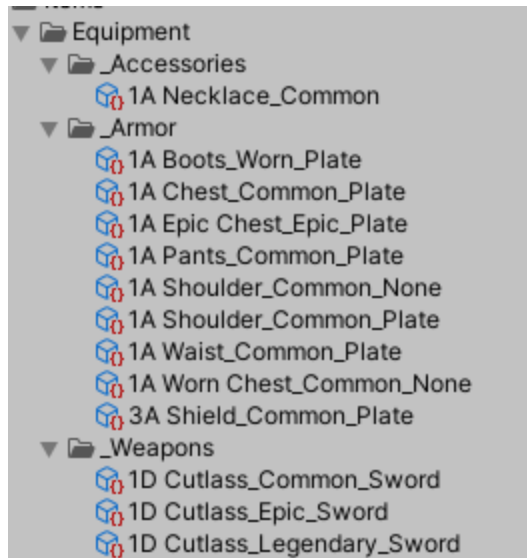 Equipment
_Accessories
1A Necklace_Common
_Armor
1A Boots_Worn_Plate
1A Chest_Common_Plate
1A Epic Chest_Epic_Plate
1A Pants_Common_Plate
1A Shoulder_Common_None
1A Shoulder_Common_Plate
1A Waist_Common_Plate
1A Worn Chest_Common_None
3A Shield_Common_Plate
_Weapons
1D Cutlass_Common_Sword
1D Cutlass_Epic_Sword
1D Cutlass_Legendary_Sword